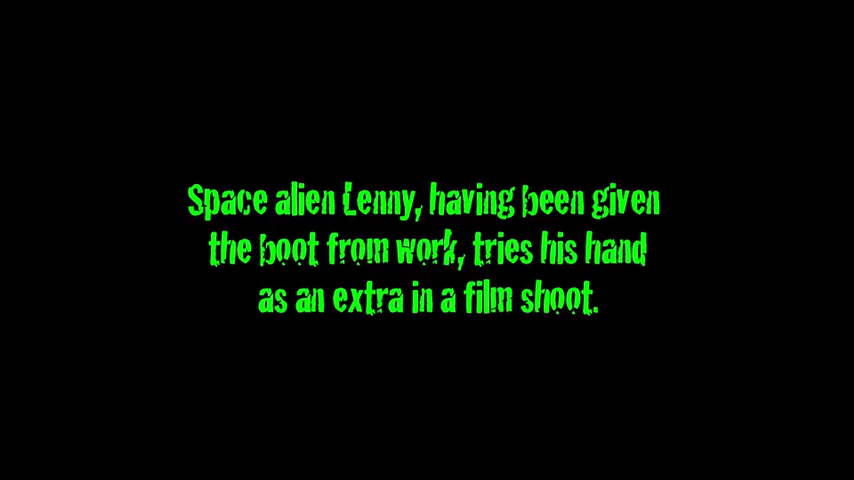 Space alien Lenny, having been given
the boot from work, tries his hand
as an extra in a film shoot.